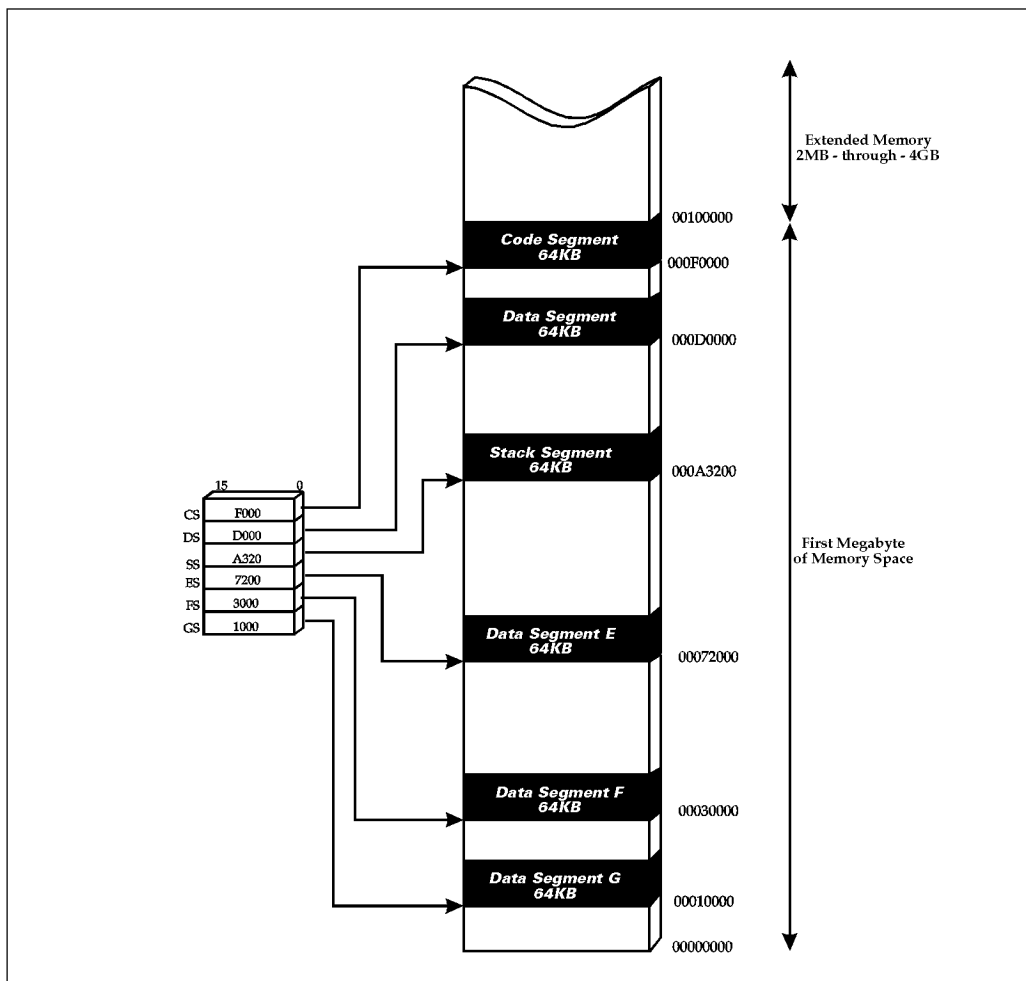 Extended Memory
2MB - through - 4GB
00100000
Code Segment
64KB
000F0000
Data Segment
64KB
000D0000
Stack Segment
64KB
000A3200
15 0
CS F000
DS D000
SS A320
ES 7200
FS 3000
GS 1000
First Megabyte
of Memory Space
Data Segment E
64KB
00072000
Data Segment F
64KB
00030000
Data Segment G
64KB
00010000
00000000